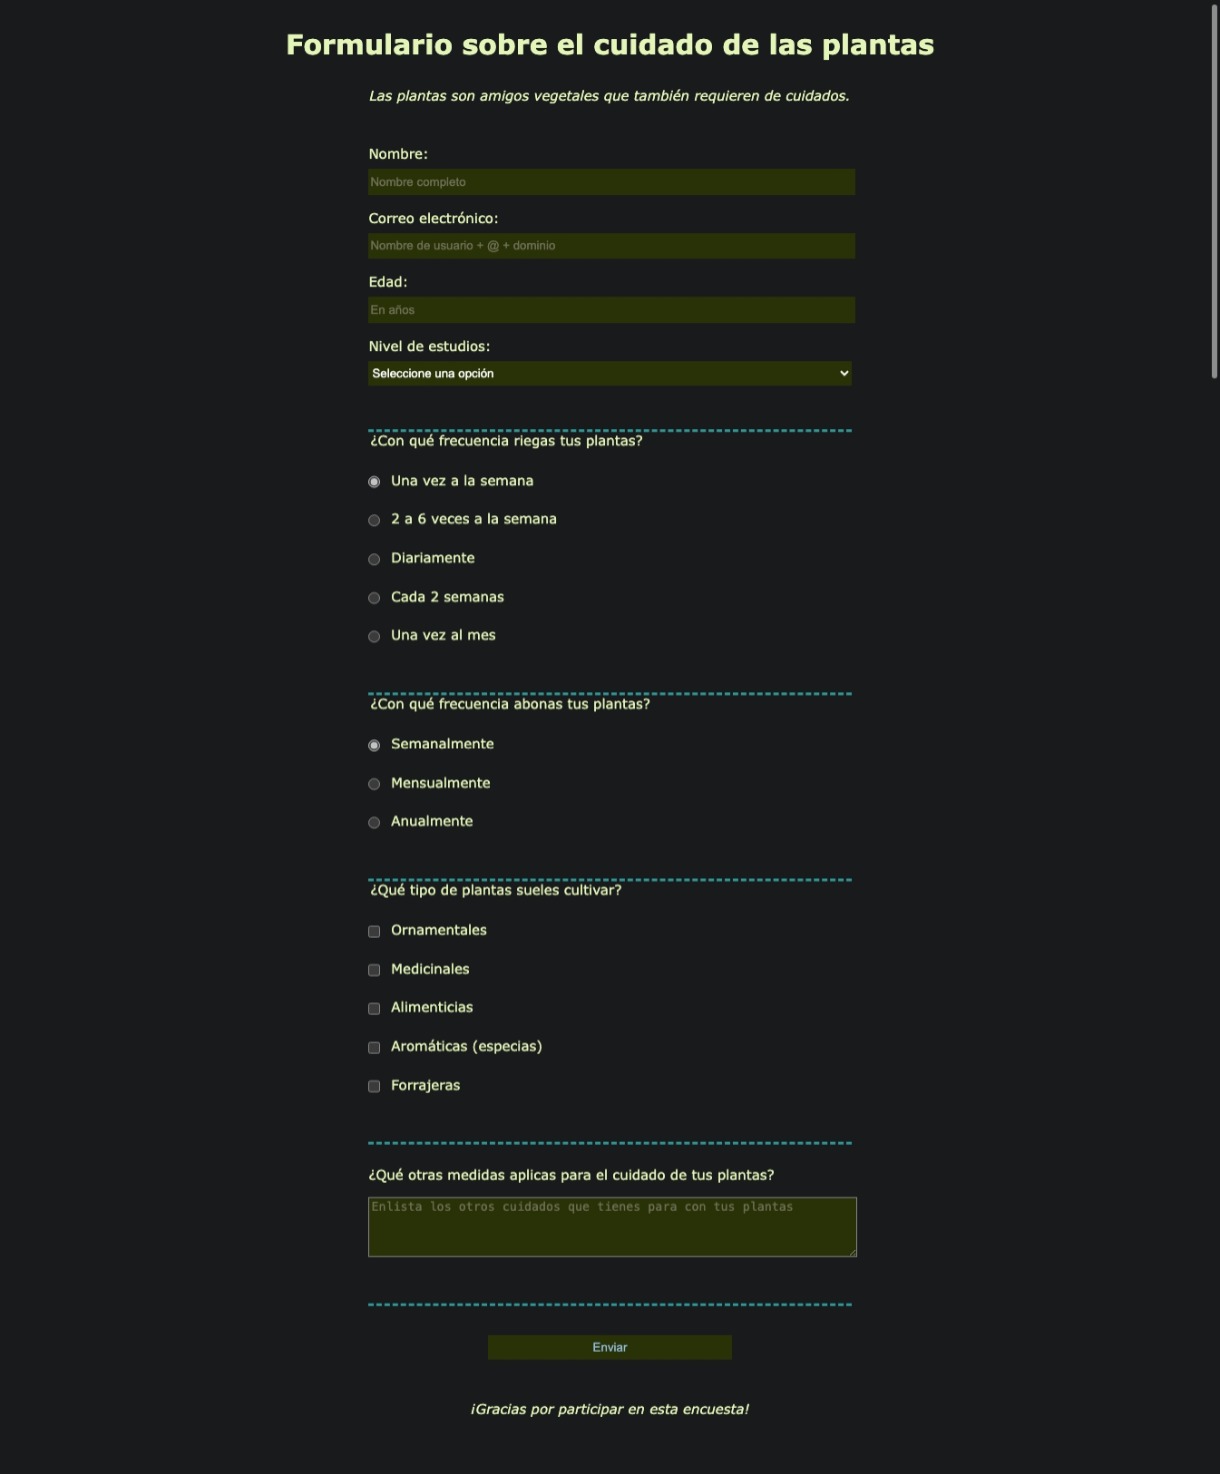 Formulario sobre el cuidado de las plantas
Las plantas son amigos vegetales que también requieren de cuidados.
Nombre:
Nombre completo
Correo electrónico:
Nombre de usuario + @ + dominio
Edad:
En años
Nivel de estudios:
Seleccione una opción
¿Con qué frecuencia riegas tus plantas?
Una vez a la semana
2 a 6 veces a la semana
Diariamente
Cada 2 semanas
Una vez al mes
¿Con qué frecuencia abonas tus plantas?
Semanalmente
Mensualmente
Anualmente
¿Qué tipo de plantas sueles cultivar?
Ornamentales
Medicinales
Alimenticias
Aromáticas (especias)
Forrajeras
¿Qué otras medidas aplicas para el cuidado de tus plantas?
Enlista los otros cuidados que tienes para con tus plantas
Enviar
¡Gracias por participar en esta encuesta!